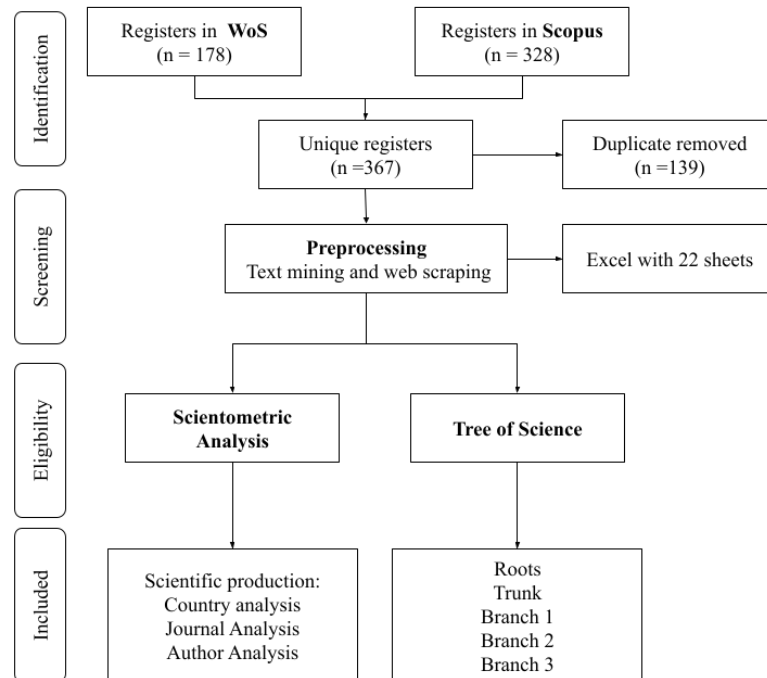 Identification
Registers in WoS
(n = 178)
Registers in Scopus
(n = 328)
Unique registers
(n =367)
Duplicate removed
(n =139)
Screening
Preprocessing
Text mining and web scraping
Excel with 22 sheets
Eligibility
Scientometric
Analysis
Tree of Science
Included
Scientific production:
Country analysis
Journal Analysis
Author Analysis
Roots
Trunk
Branch 1
Branch 2
Branch 3